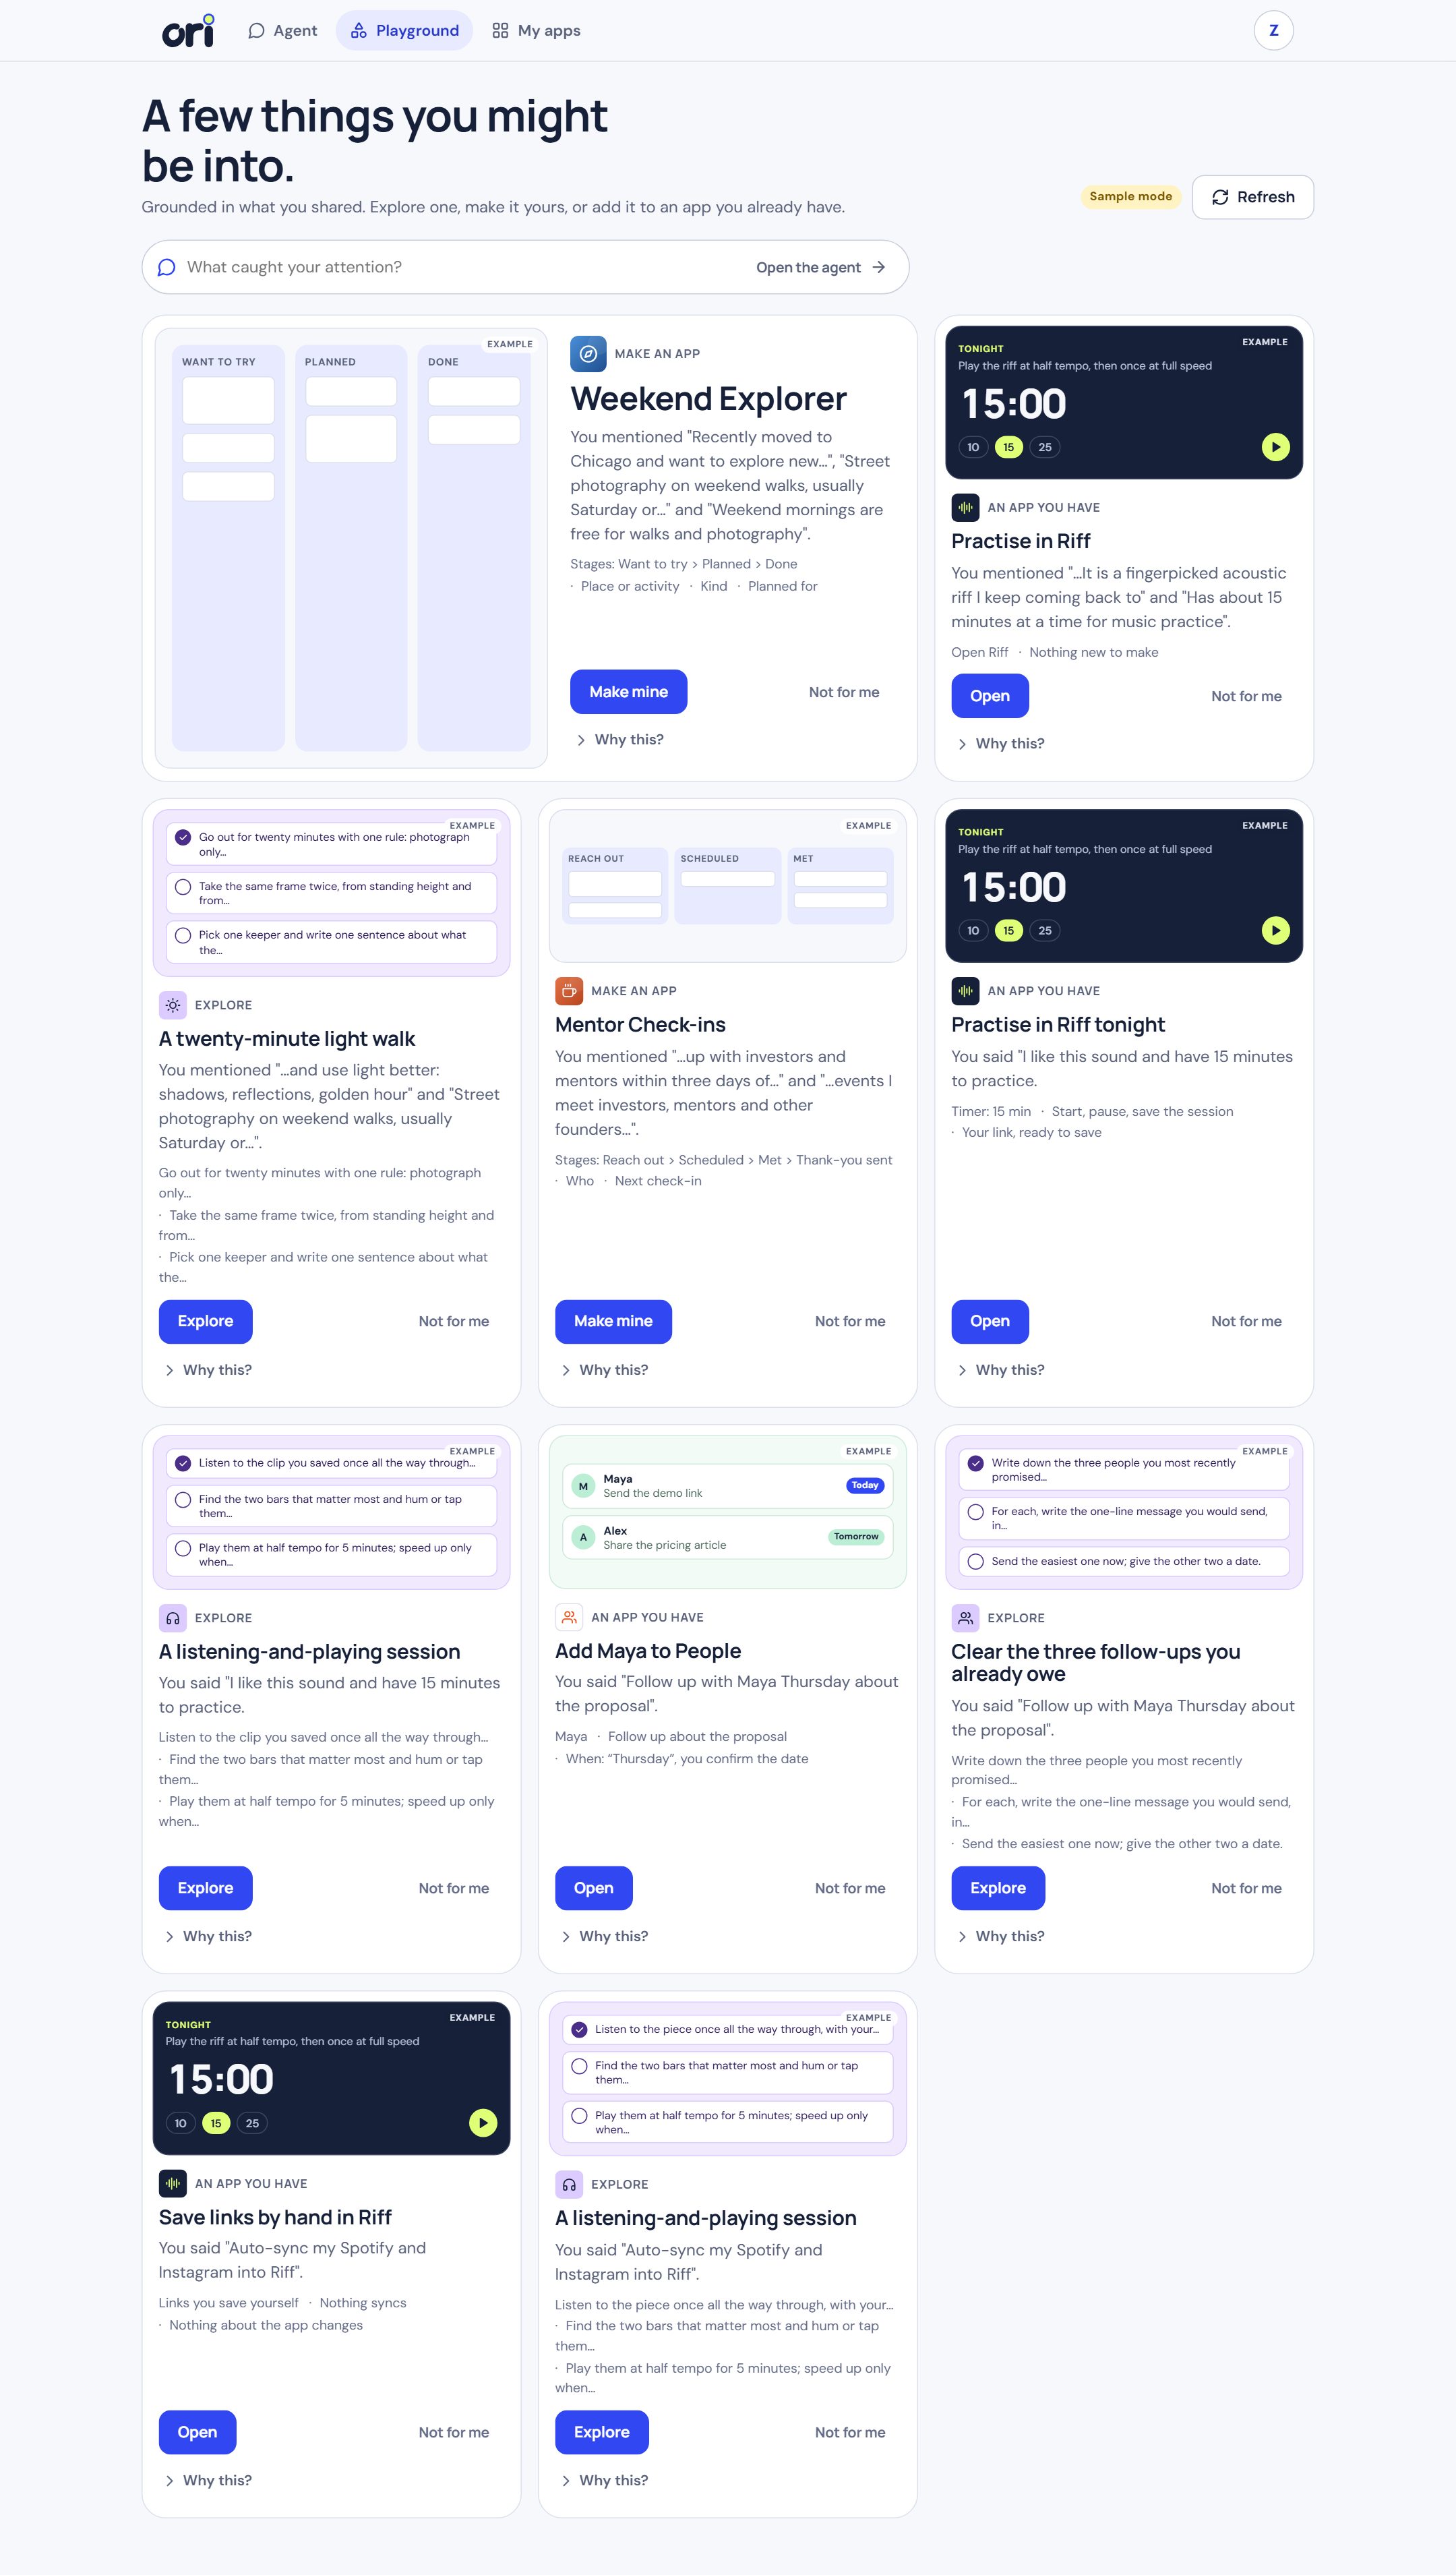 ori
Agent
Playground
My apps
Z
A few things you might
be into.
Grounded in what you shared. Explore one, make it yours, or add it to an app you already have.
Sample mode
Refresh
What caught your attention?
Open the agent
EXAMPLE
WANT TO TRY
PLANNED
DONE
MAKE AN APP
Weekend Explorer
You mentioned "Recently moved to
Chicago and want to explore new…", "Street
photography on weekend walks, usually
Saturday or…" and "Weekend mornings are
free for walks and photography".
Stages: Want to try > Planned > Done
· Place or activity · Kind · Planned for
Make mine
Not for me
Why this?
EXAMPLE
TONIGHT
Play the riff at half tempo, then once at full speed
15:00
10
15
25
AN APP YOU HAVE
Practise in Riff
You mentioned "…It is a fingerpicked acoustic
riff I keep coming back to" and "Has about 15
minutes at a time for music practice".
Open Riff · Nothing new to make
Open
Not for me
Why this?
EXAMPLE
Go out for twenty minutes with one rule: photograph
only…
Take the same frame twice, from standing height and
from…
Pick one keeper and write one sentence about what
the…
EXPLORE
A twenty-minute light walk
You mentioned "…and use light better:
shadows, reflections, golden hour" and "Street
photography on weekend walks, usually
Saturday or…".
Go out for twenty minutes with one rule: photograph
only…
· Take the same frame twice, from standing height and
from…
· Pick one keeper and write one sentence about what
the…
Explore
Not for me
Why this?
EXAMPLE
REACH OUT
SCHEDULED
MET
MAKE AN APP
Mentor Check-ins
You mentioned "…up with investors and
mentors within three days of…" and "…events I
meet investors, mentors and other
founders…".
Stages: Reach out > Scheduled > Met > Thank-you sent
· Who · Next check-in
Make mine
Not for me
Why this?
EXAMPLE
TONIGHT
Play the riff at half tempo, then once at full speed
15:00
10
15
25
AN APP YOU HAVE
Practise in Riff tonight
You said "I like this sound and have 15 minutes
to practice.
Timer: 15 min · Start, pause, save the session
· Your link, ready to save
Open
Not for me
Why this?
EXAMPLE
Listen to the clip you saved once all the way through…
Find the two bars that matter most and hum or tap
them…
Play them at half tempo for 5 minutes; speed up only
when…
EXPLORE
A listening-and-playing session
You said "I like this sound and have 15 minutes
to practice.
Listen to the clip you saved once all the way through…
· Find the two bars that matter most and hum or tap
them…
· Play them at half tempo for 5 minutes; speed up only
when…
Explore
Not for me
Why this?
EXAMPLE
M
Maya
Send the demo link
Today
A
Alex
Share the pricing article
Tomorrow
AN APP YOU HAVE
Add Maya to People
You said "Follow up with Maya Thursday about
the proposal".
Maya · Follow up about the proposal
· When: “Thursday”, you confirm the date
Open
Not for me
Why this?
EXAMPLE
Write down the three people you most recently
promised…
For each, write the one-line message you would send,
in…
Send the easiest one now; give the other two a date.
EXPLORE
Clear the three follow-ups you
already owe
You said "Follow up with Maya Thursday about
the proposal".
Write down the three people you most recently
promised…
· For each, write the one-line message you would send,
in…
· Send the easiest one now; give the other two a date.
Explore
Not for me
Why this?
EXAMPLE
TONIGHT
Play the riff at half tempo, then once at full speed
15:00
10
15
25
AN APP YOU HAVE
Save links by hand in Riff
You said "Auto-sync my Spotify and
Instagram into Riff".
Links you save yourself · Nothing syncs
· Nothing about the app changes
Open
Not for me
Why this?
EXAMPLE
Listen to the piece once all the way through, with your…
Find the two bars that matter most and hum or tap
them…
Play them at half tempo for 5 minutes; speed up only
when…
EXPLORE
A listening-and-playing session
You said "Auto-sync my Spotify and
Instagram into Riff".
Listen to the piece once all the way through, with your…
· Find the two bars that matter most and hum or tap
them…
· Play them at half tempo for 5 minutes; speed up only
when…
Explore
Not for me
Why this?